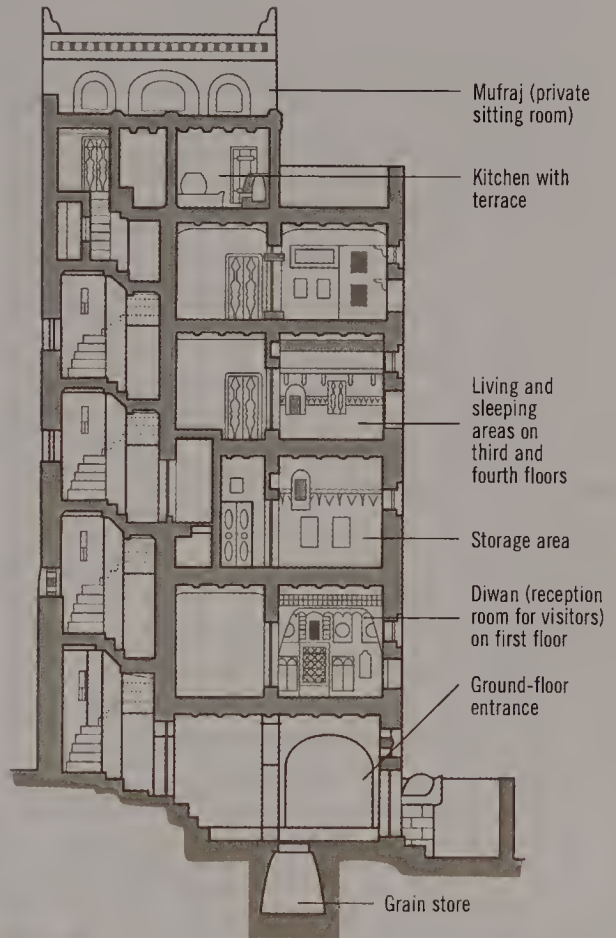 Mufraj (private
sitting room)
Kitchen with
terrace
Living and
sleeping
areas on
third and
fourth floors
Storage area
Diwan (reception
room for visitors)
on first floor
Ground-floor
entrance
Grain store